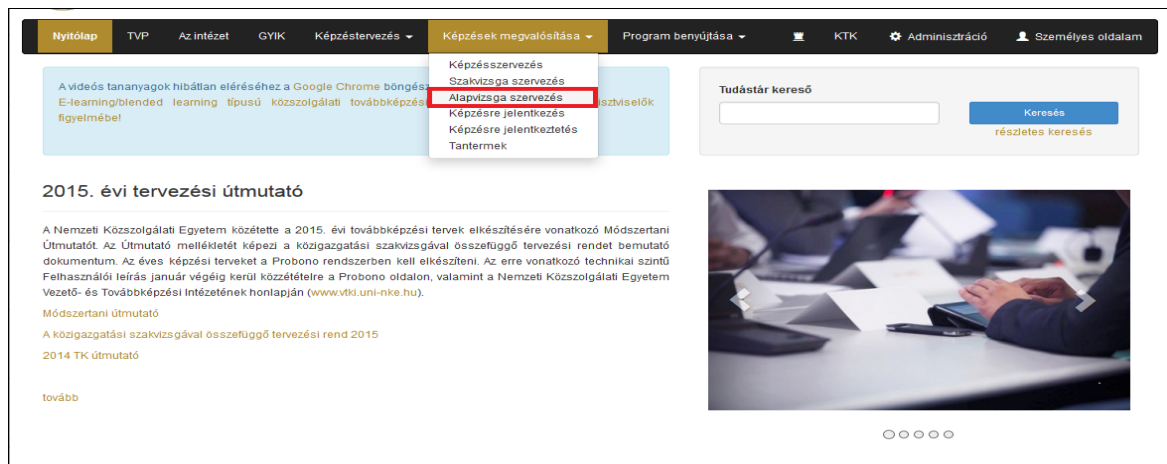 Nyitólap TVP Az intézet GYIK Képzéstervezés Képzések megvalósítása Program benyújtása KTK Adminisztráció Személyes oldalam
Képzésszervezés
Szakvizsga szervezés
Alapvizsga szervezés
Képzésre jelentkezés
Képzésre jelentkeztetés
Tantermek
A videós tananyagok hibátlan eléréséhez a Google Chrome böngész
E-learning/blended learning típusú közszolgálati továbbképzési isztviselők
figyelmébe!
Tudástár kereső
Keresés
részletes keresés
2015. évi tervezési útmutató
A Nemzeti Közszolgálati Egyetem közétette a 2015. évi továbbképzési tervek elkészítésére vonatkozó Módszertani
Útmutatót. Az Útmutató mellékletét képezi a közigazgatási szakvizsgával összefüggő tervezési rendet bemutató
dokumentum. Az éves képzési terveket a Probono rendszerben kell elkészíteni. Az erre vonatkozó technikai szintű
Felhasználói leírás január végéig kerül közzétételre a Probono oldalon, valamint a Nemzeti Közszolgálati Egyetem
Vezető- és Továbbképzési Intézetének honlapján (www.vtki.uni-nke.hu).
Módszertani útmutató
A közigazgatási szakvizsgával összefüggő tervezési rend 2015
2014 TK útmutató
tovább